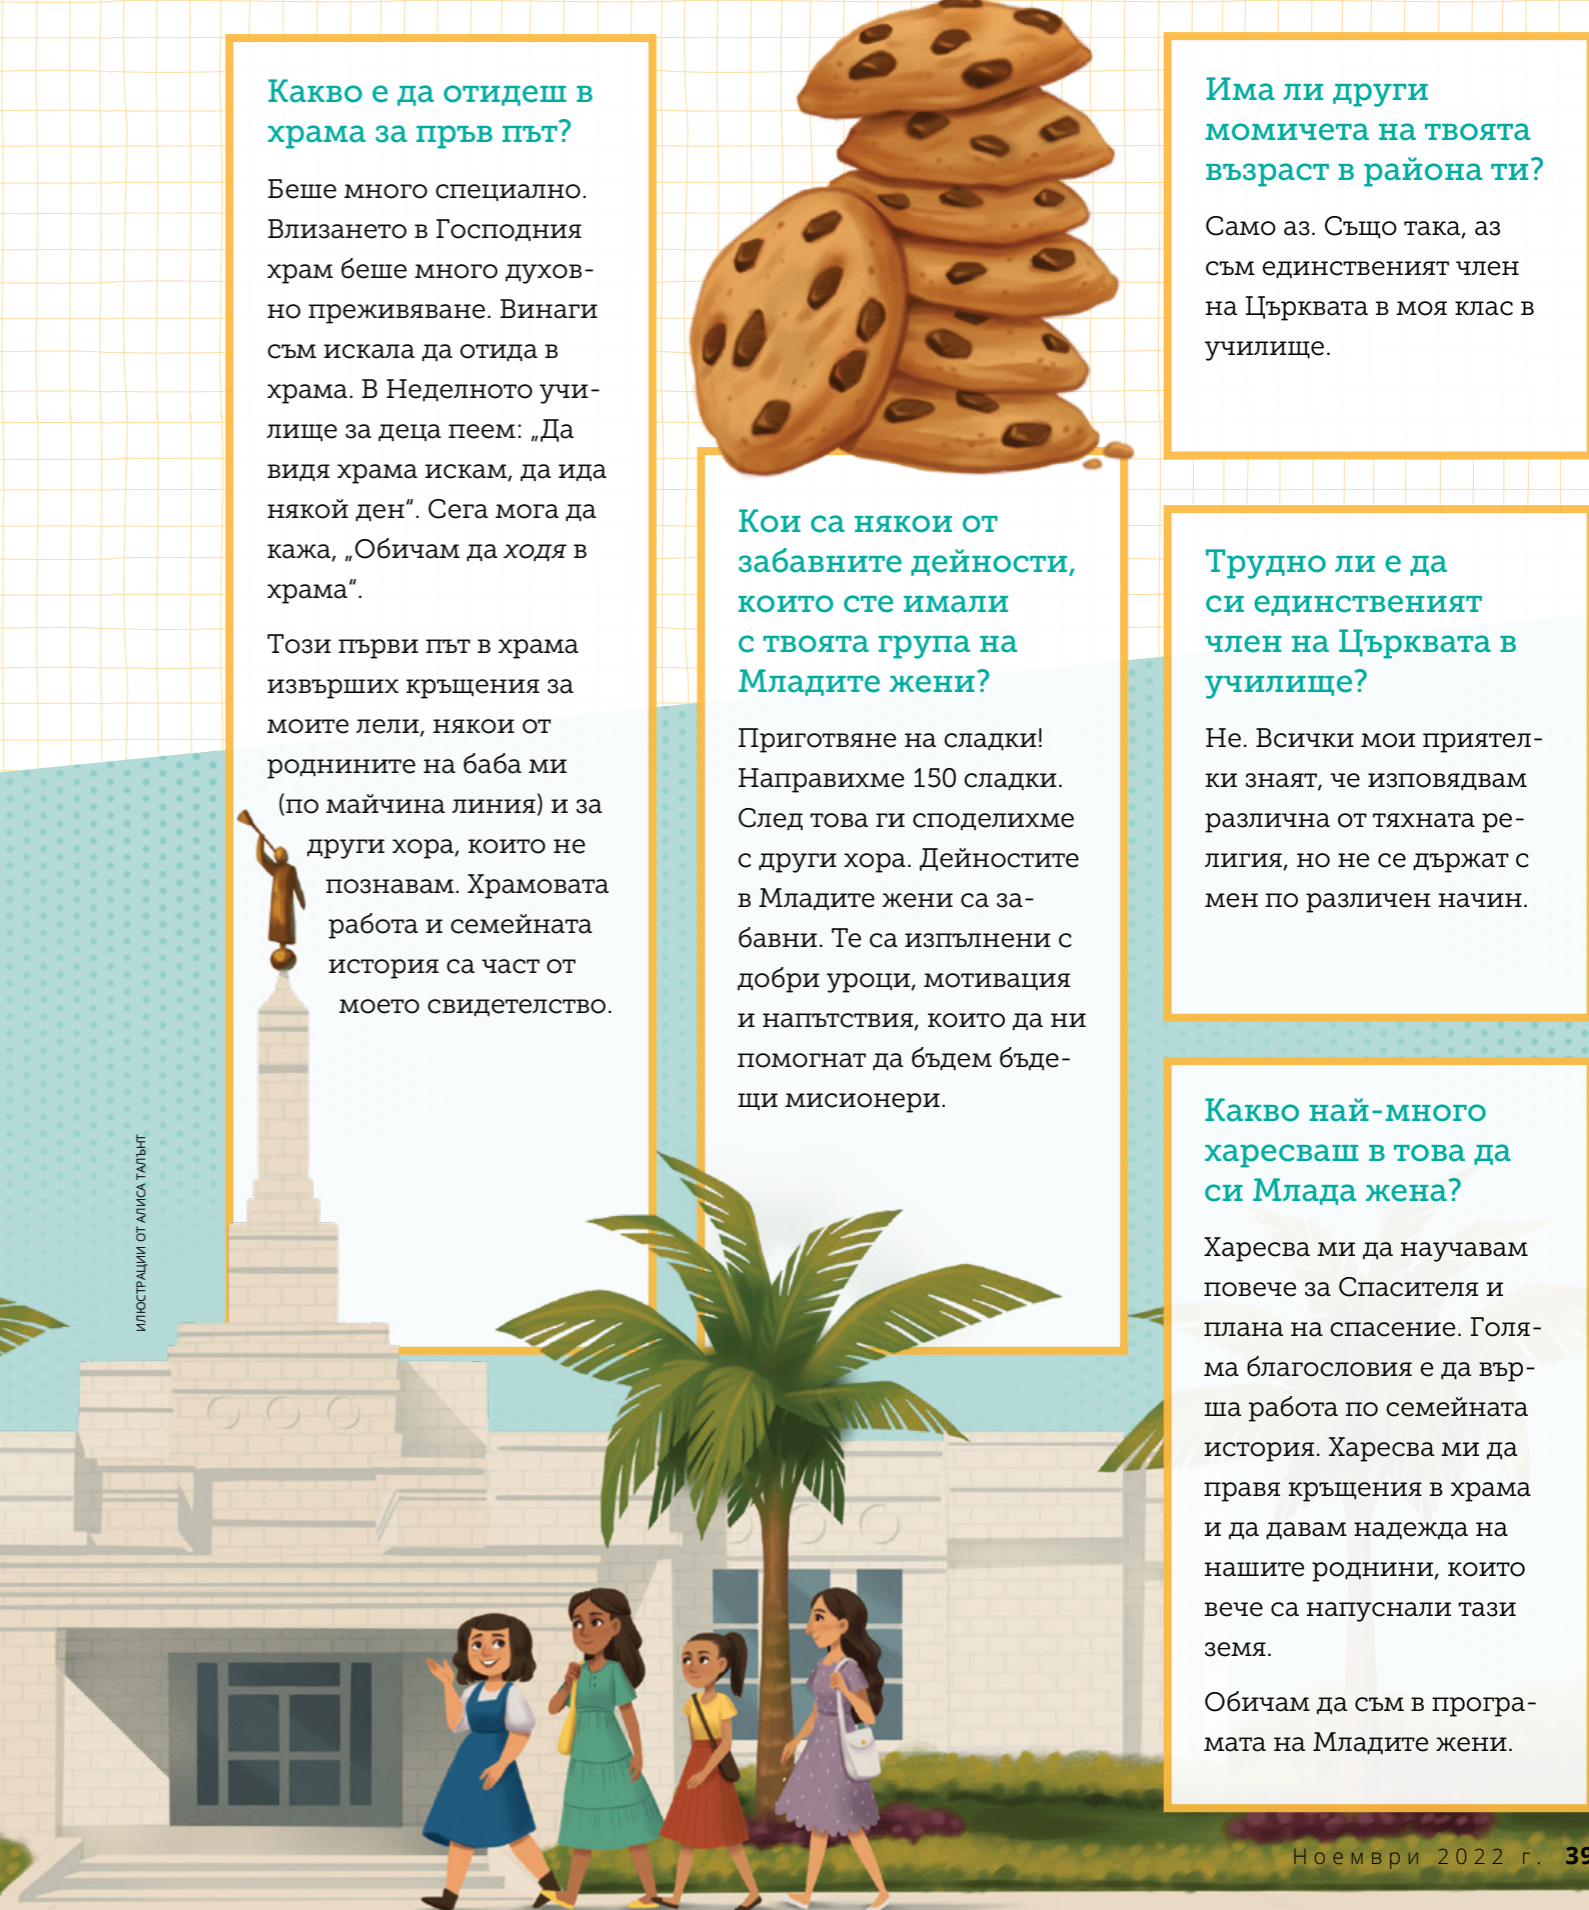 Какво е да отидеш в
храма за пръв път?
Беше много специално.
Влизането в Господния
храм беше много духов-
но преживяване. Винаги
съм искала да отида в
храма. В Неделното учи-
лище за деца пеем: „Да
видя храма искам, да ида
някой ден“. Сега мога да
кажа, „Обичам да ходя в
храма“.
Този първи път в храма
извърших кръщения за
моите лели, някои от
роднините на баба ми
(по майчина линия) и за
други хора, които не
познавам. Храмовата
работа и семейната
история са част от
моето свидетелство.
ИЛЮСТРАЦИИ ОТ АЛИСА ТАЛЪНТ
Кои са някои от
забавните дейности,
които сте имали
с твоята група на
Младите жени?
Приготвяне на сладки!
Направихме 150 сладки.
След това ги споделихме
с други хора. Дейностите
в Младите жени са за-
бавни. Те са изпълнени с
добри уроци, мотивация
и напътствия, които да ни
помогнат да бъдем бъде-
щи мисионери.
Има ли други
момичета на твоята
възраст в района ти?
Само аз. Също така, аз
съм единственият член
на Църквата в моя клас в
училище.
Трудно ли е да
си единственият
член на Църквата в
училище?
Не. Всички мои приятел-
ки знаят, че изповядвам
различна от тяхната ре-
лигия, но не се държат с
мен по различен начин.
Какво най-много
харесваш в това да
си Млада жена?
Харесва ми да научавам
повече за Спасителя и
плана на спасение. Голя-
ма благословия е да вър-
ша работа по семейната
история. Харесва ми да
правя кръщения в храма
и да давам надежда на
нашите роднини, които
вече са напуснали тази
земя.
Обичам да съм в програ-
мата на Младите жени.
Ноември 2022 г. 39